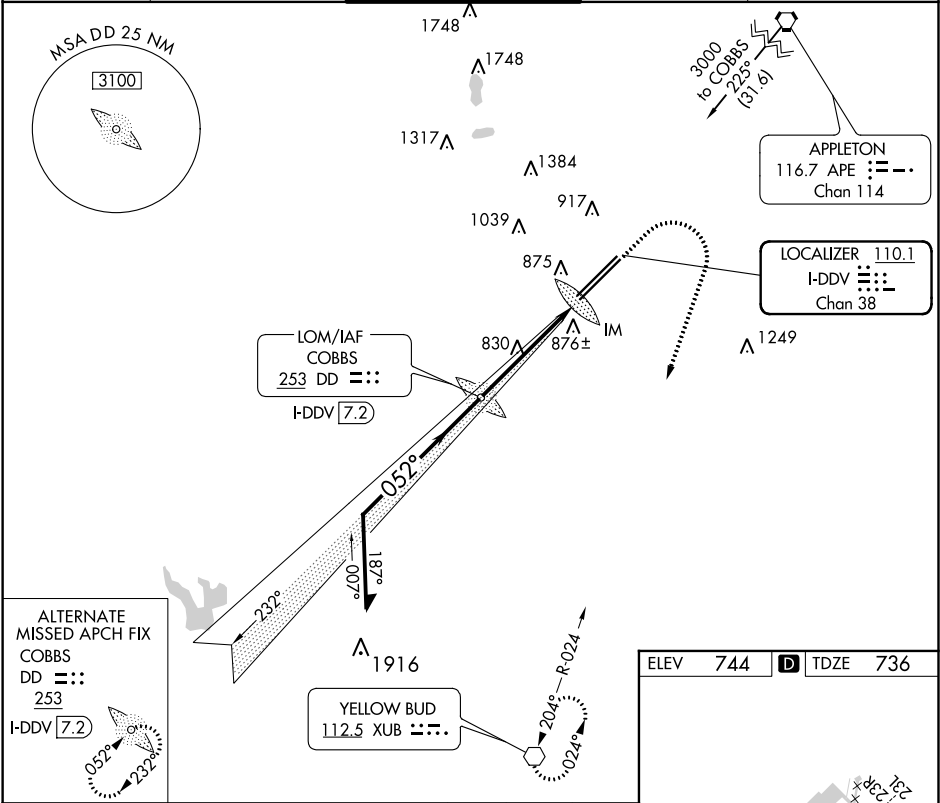 MSA DD 25 NM
3100
1748
1748
1317
1384
917
1039
875
830
876±
IM
1249
3000
to COBBS
225°
(31.6)
APPLETON
116.7 APE
Chan 114
LOCALIZER 110.1
I-DDV
Chan 38
LOM/IAF
COBBS
253 DD
I-DDV 7.2
052°
187°
007°
232°
1916
ALTERNATE
MISSED APCH FIX
COBBS
DD
253
I-DDV 7.2
052°
232°
YELLOW BUD
112.5 XUB
R-024
204°
024°
ELEV 744 D TDZE 736
23R
23L